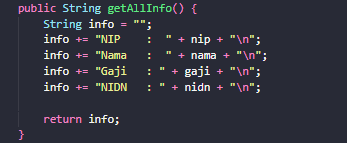 public String getAllInfo() {
    String info = "";
    info += "NIP    :  " + nip + "\n";
    info += "Nama   :  " + nama + "\n";
    info += "Gaji   : " + gaji + "\n";
    info += "NIDN   : " + nidn + "\n";

    return info;
}